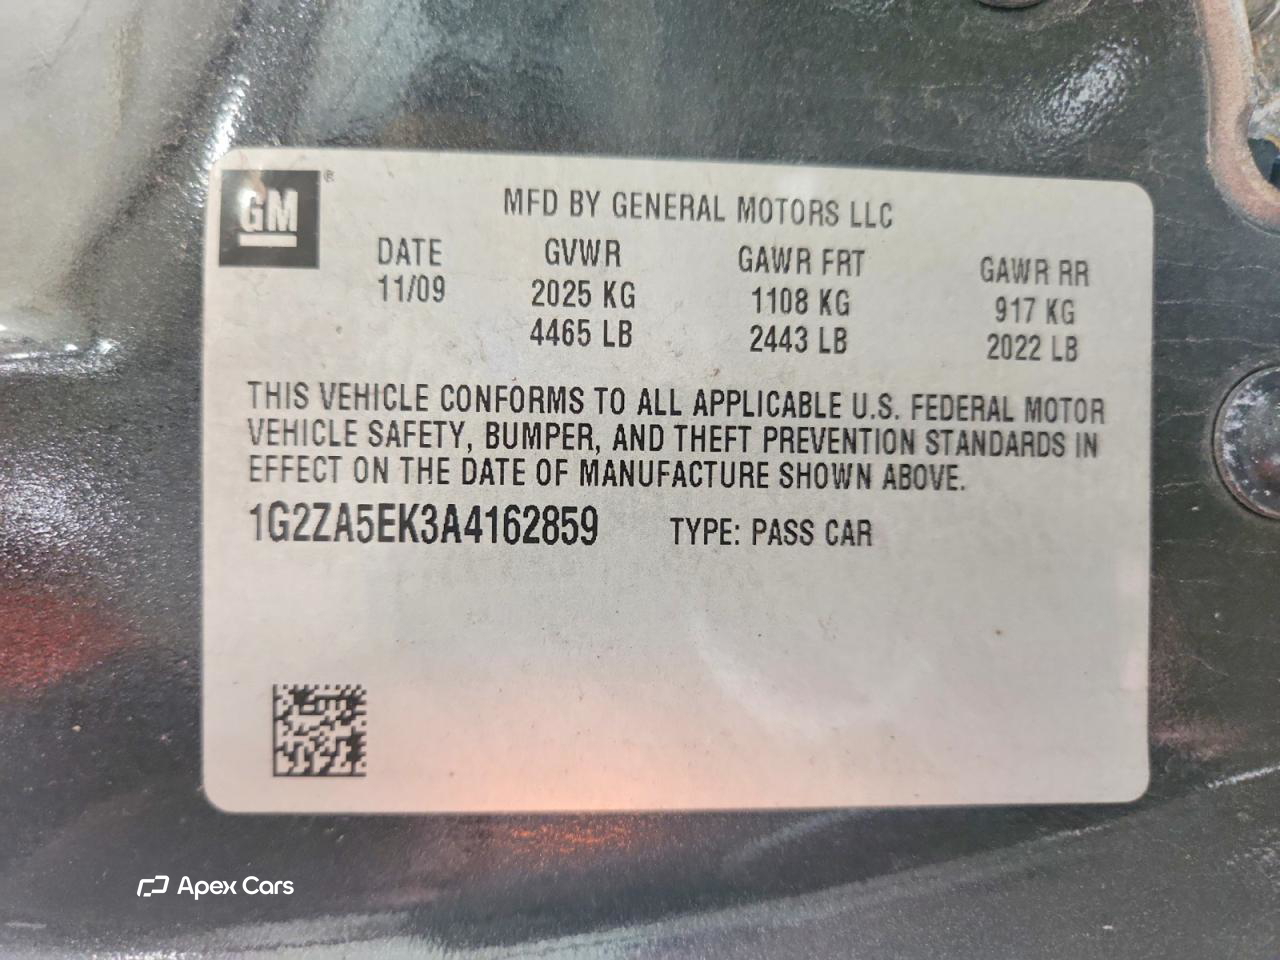 GM ®
MFD BY GENERAL MOTORS LLC
DATE GVWR GAWR FRT GAWR RR
11/09 2025 KG 1108 KG 917 KG
4465 LB 2443 LB 2022 LB
THIS VEHICLE CONFORMS TO ALL APPLICABLE U.S. FEDERAL MOTOR
VEHICLE SAFETY, BUMPER, AND THEFT PREVENTION STANDARDS IN
EFFECT ON THE DATE OF MANUFACTURE SHOWN ABOVE.
1G2ZA5EK3A4162859 TYPE: PASS CAR
Apex Cars